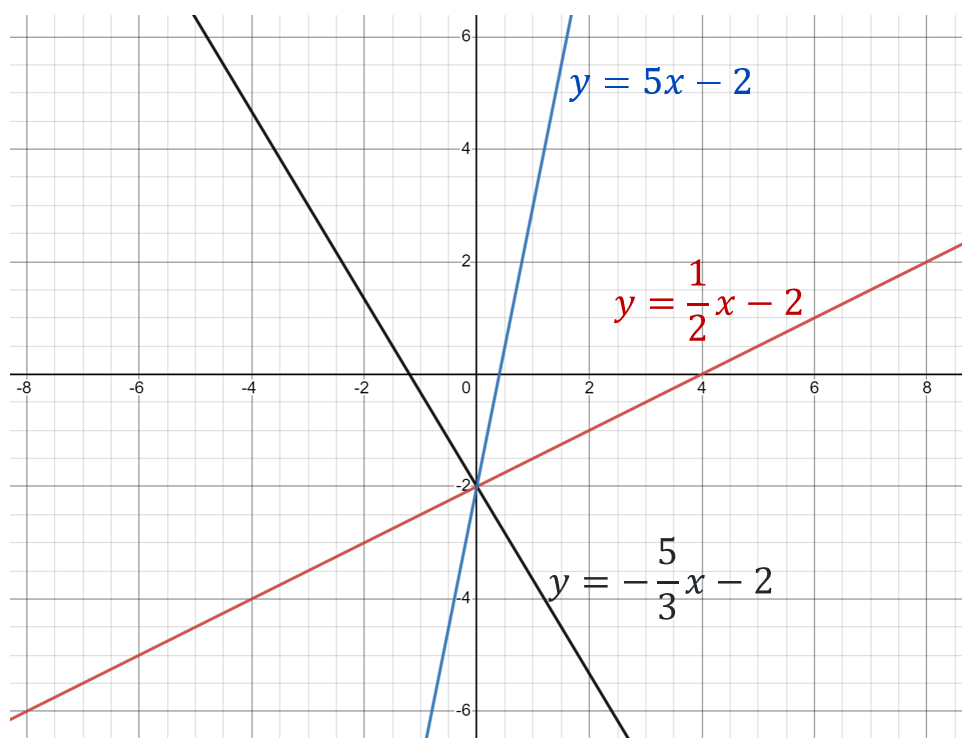 6
y = 5x − 2
4
2
y = 1/2 x − 2
-8 -6 -4 -2 0 2 4 6 8
-2
y = − 5/3 x − 2
-4
-6